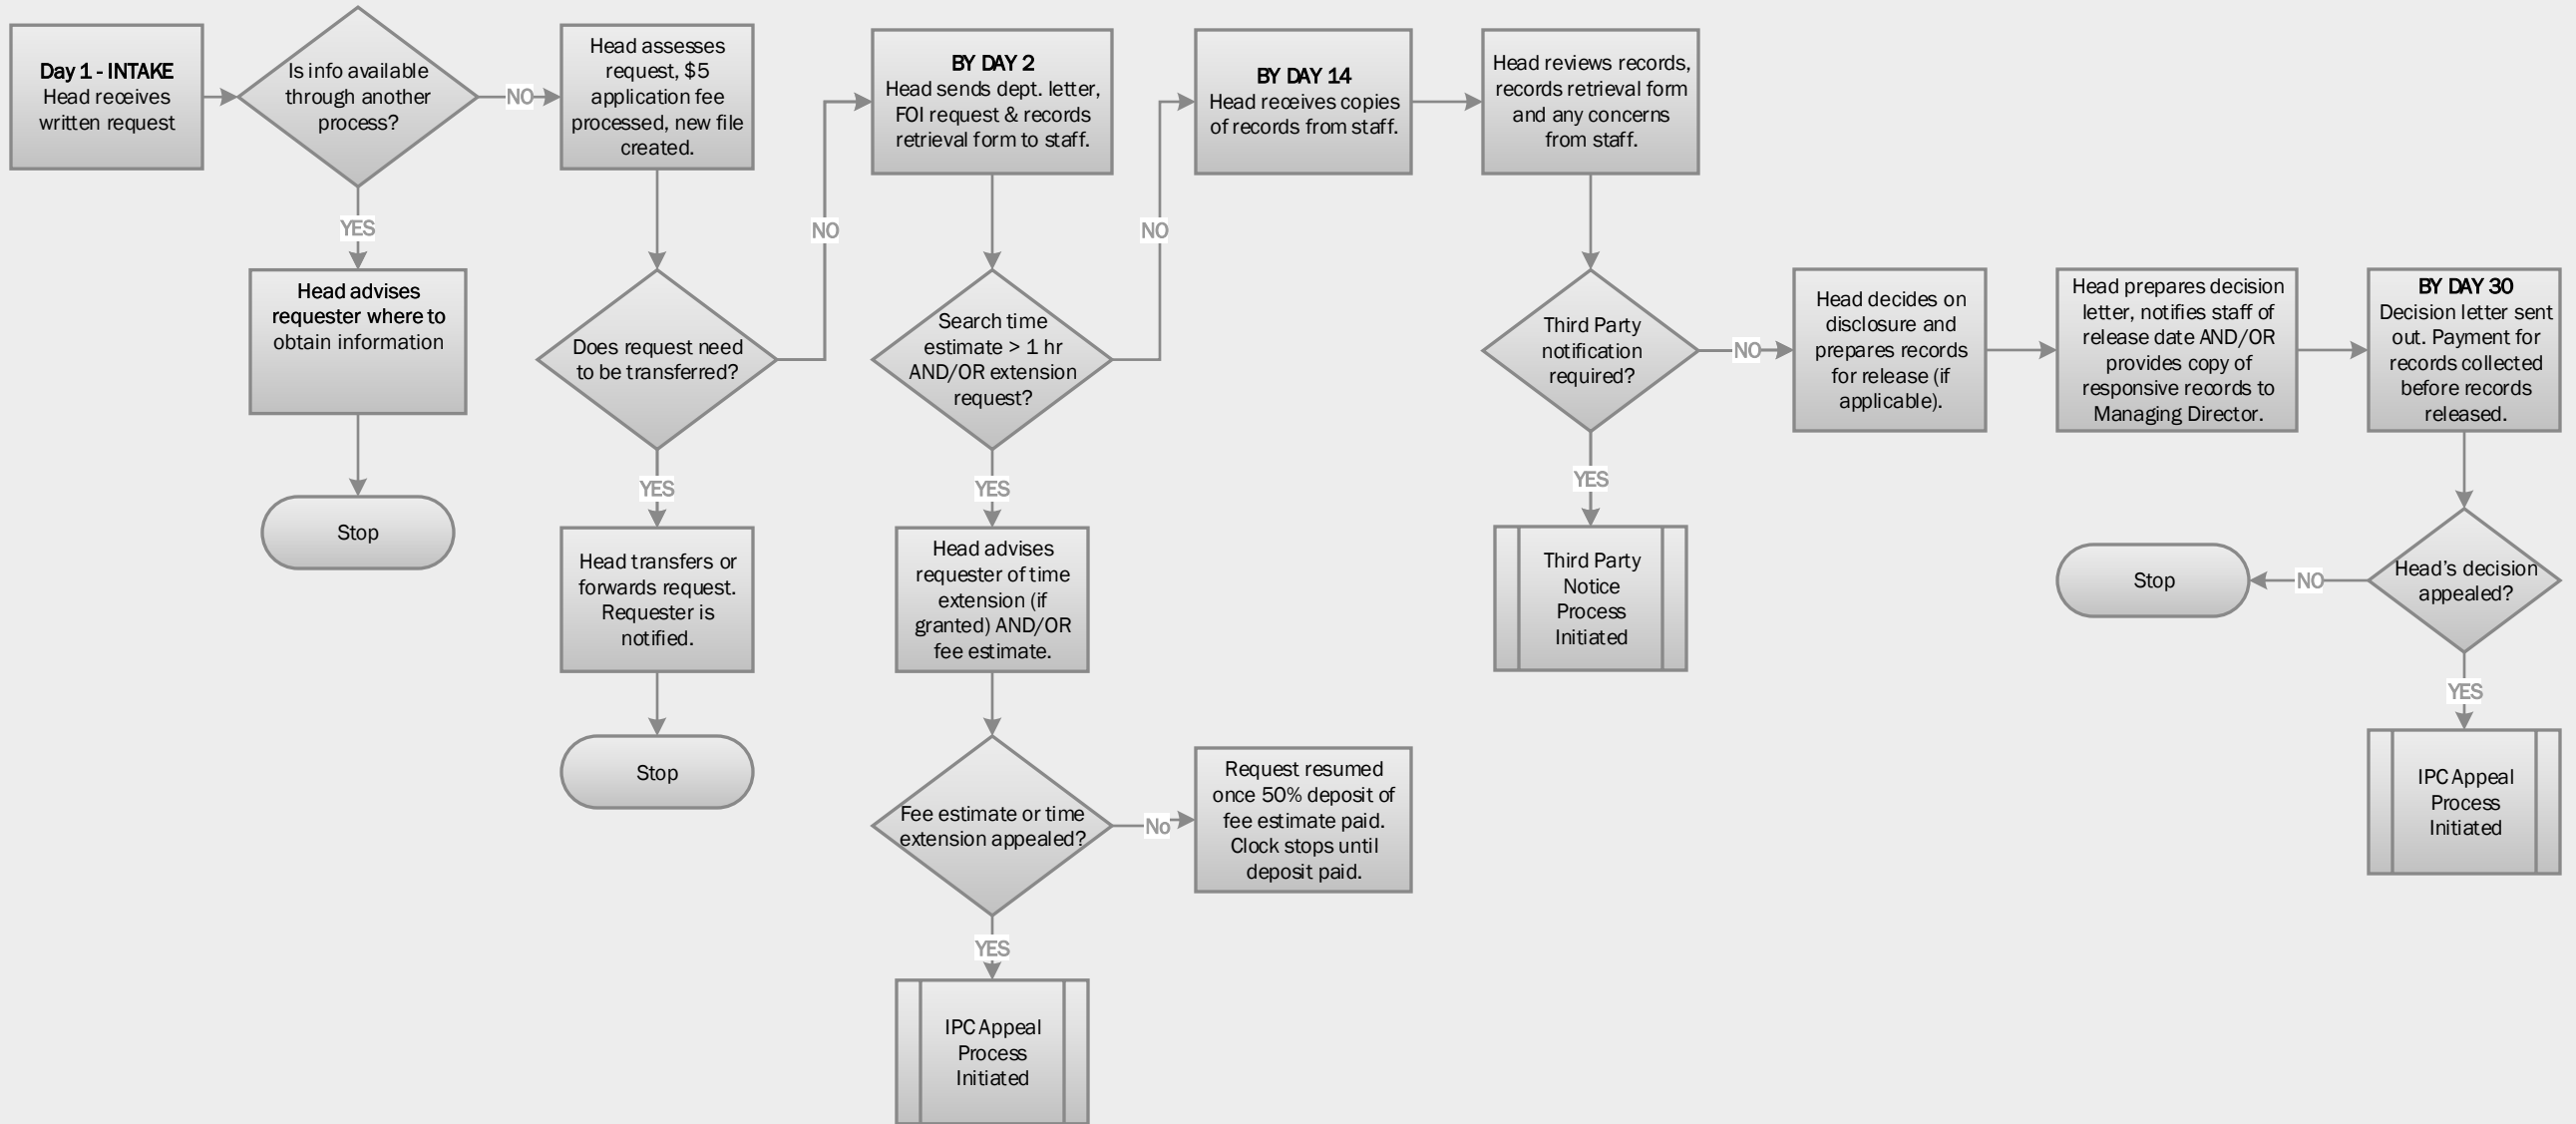 Day 1 - INTAKE
Head receives
written request
Is info available
through another
process?
NO
Head assesses
request, $5
application fee
processed, new file
created.
BY DAY 2
Head sends dept. letter,
FOI request & records
retrieval form to staff.
BY DAY 14
Head receives copies
of records from staff.
Head reviews records,
records retrieval form
and any concerns
from staff.
YES
NO
NO
Head advises
requester where to
obtain information
Does request need
to be transferred?
Search time
estimate > 1 hr
AND/OR extension
request?
Third Party
notification
required?
NO
Head decides on
disclosure and
prepares records
for release (if
applicable).
Head prepares decision
letter, notifies staff of
release date AND/OR
provides copy of
responsive records to
Managing Director.
BY DAY 30
Decision letter sent
out. Payment for
records collected
before records
released.
Stop
YES
YES
YES
Head transfers or
forwards request.
Requester is
notified.
Head advises
requester of time
extension (if
granted) AND/OR
fee estimate.
Third Party
Notice
Process
Initiated
Stop
NO
Head's decision
appealed?
YES
Stop
Fee estimate or time
extension appealed?
No
Request resumed
once 50% deposit of
fee estimate paid.
Clock stops until
deposit paid.
IPC Appeal
Process
Initiated
YES
IPC Appeal
Process
Initiated